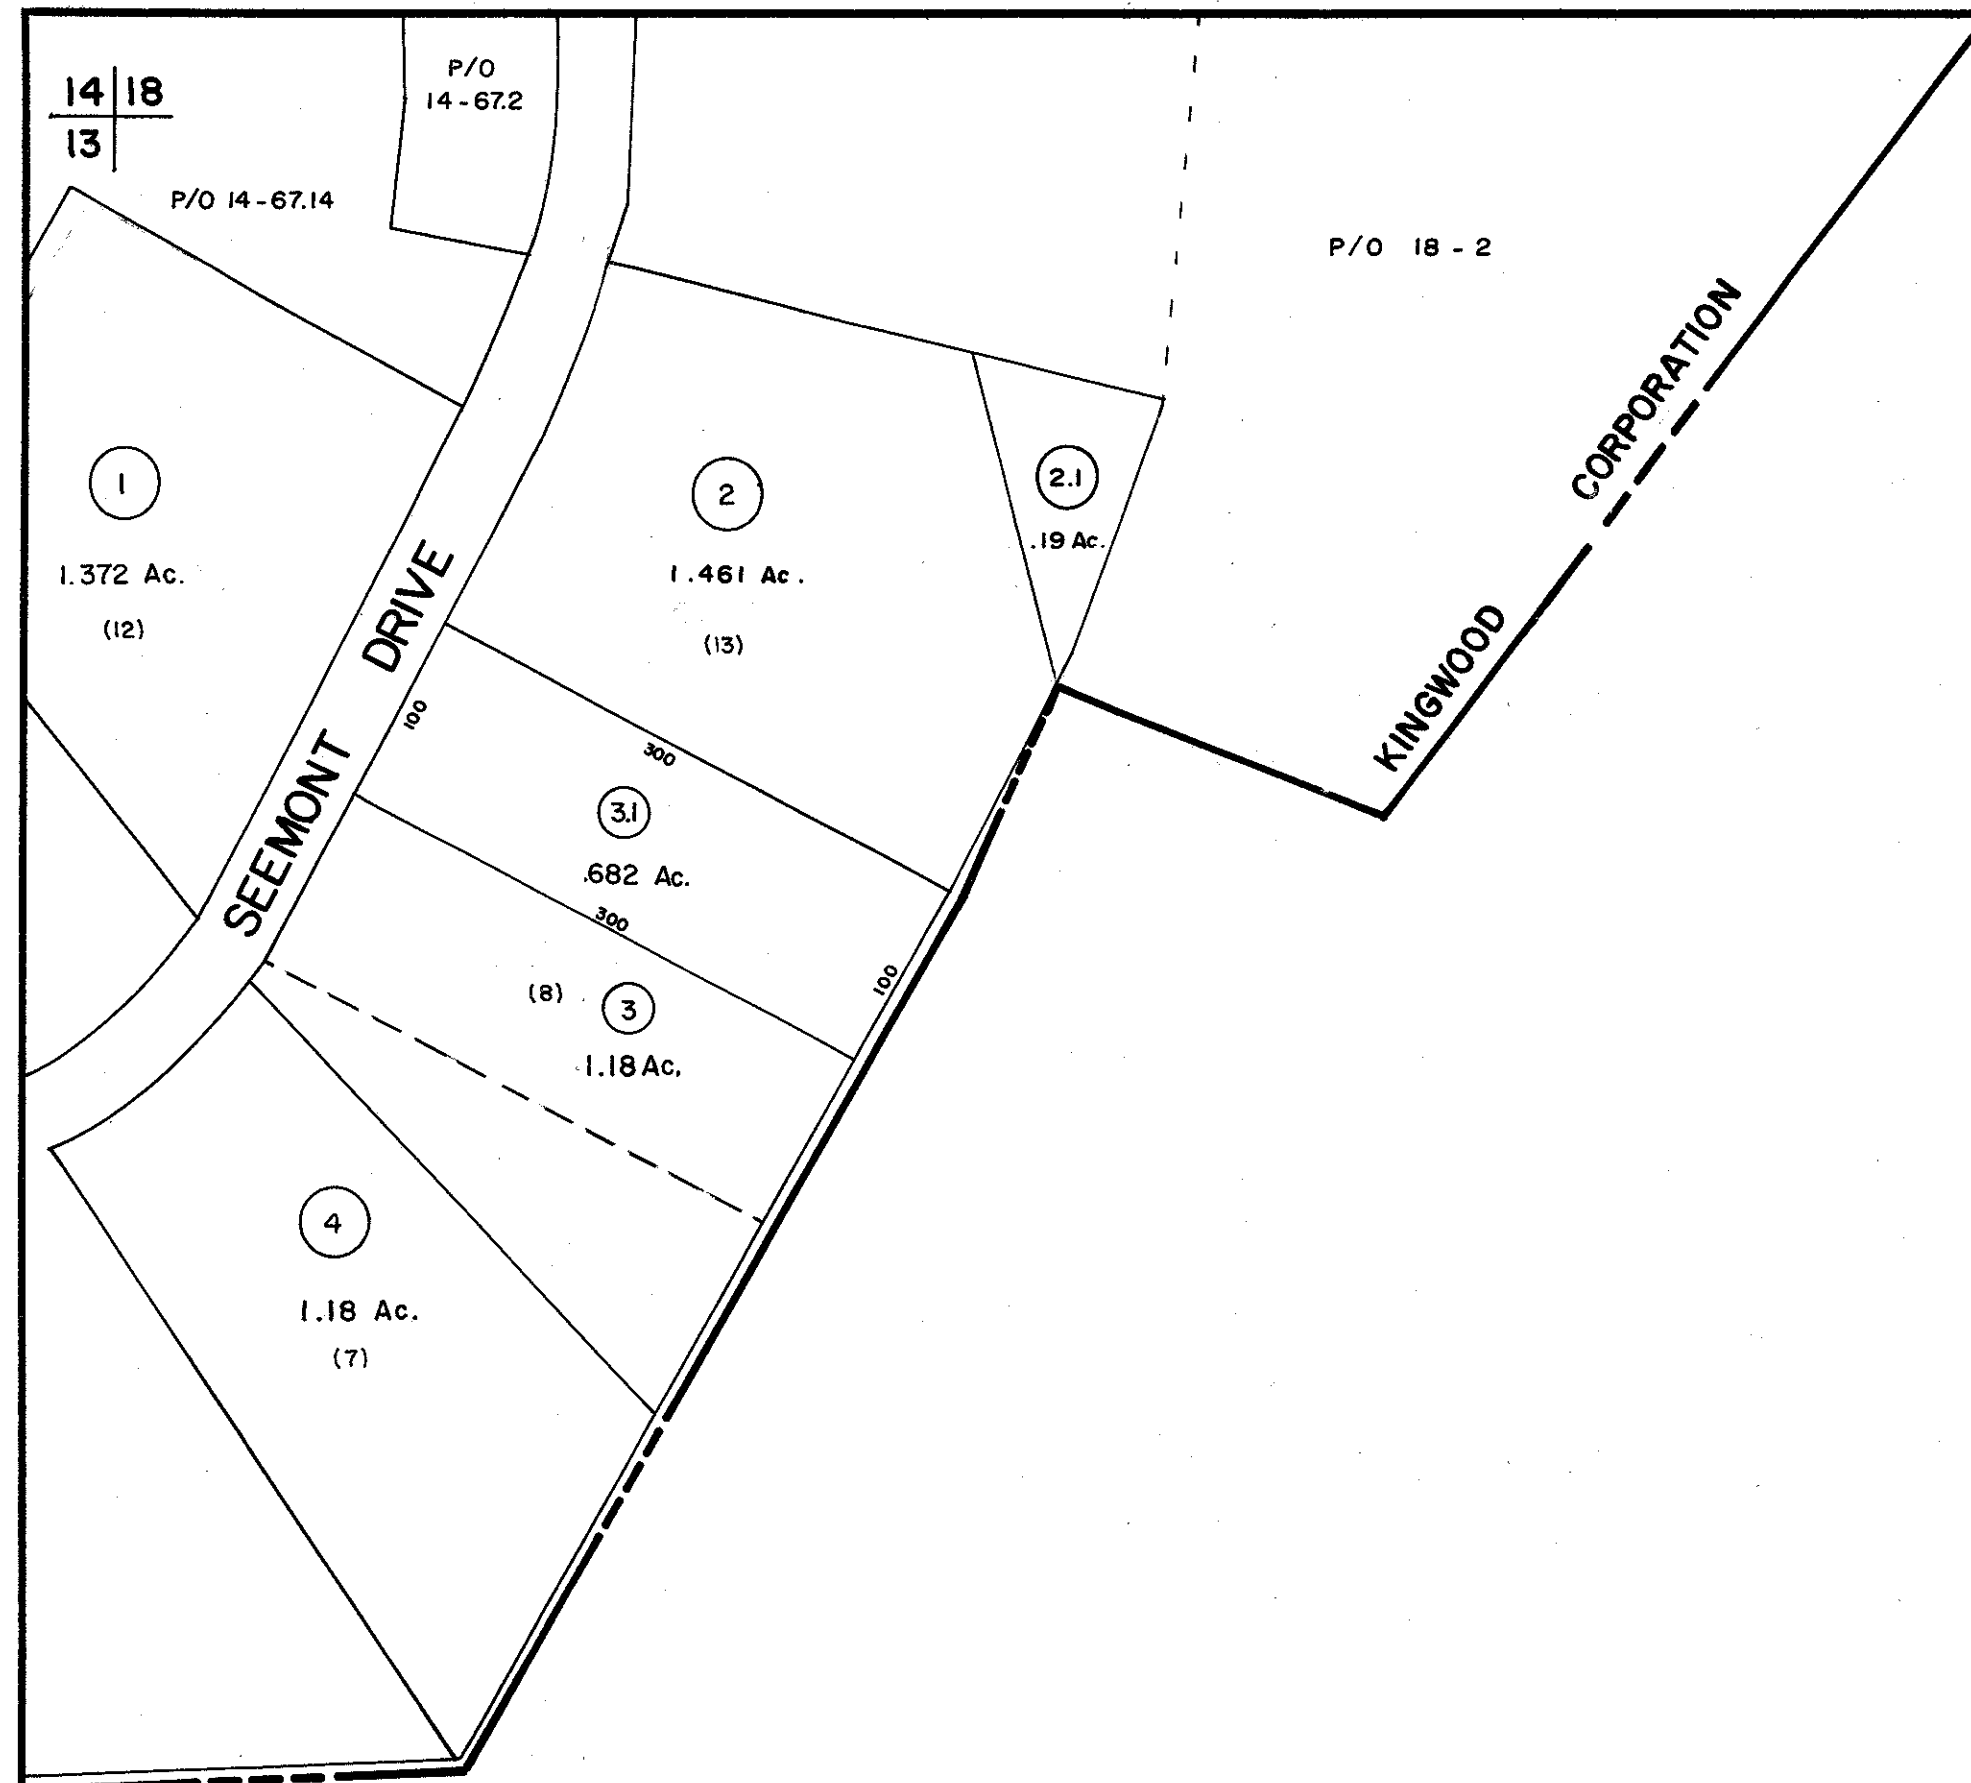 14 18
13
P/O
14-67.2
P/O 14-67.14
P/O 18-2
1
1.372 Ac.
(12)
2
1.461 Ac.
(13)
2.1
.19 Ac.
SEEMONT DRIVE
KINGWOOD CORPORATION
100
300
3.1
.682 Ac.
300
100
(8)
3
1.18 Ac.
4
1.18 Ac.
(7)